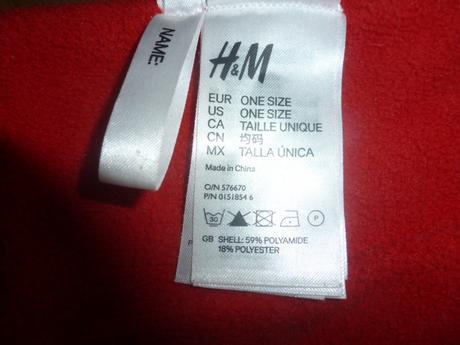 NAME:
H&M
EUR ONE SIZE
US ONE SIZE
CA TAILLE UNIQUE
CN 均码
MX TALLA ÚNICA
Made in China
O/N 576670
P/N 0151854 6
30 P
GB SHELL: 59% POLYAMIDE
18% POLYESTER
P